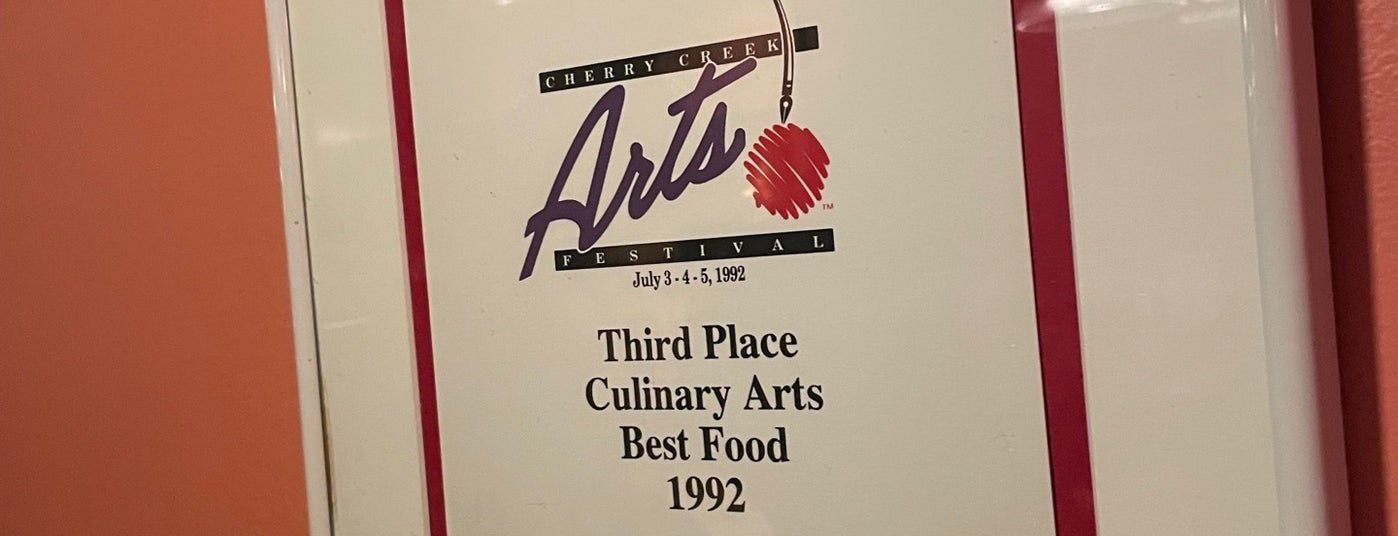 CHERRY CREEK
Arts
TM
FESTIVAL
July 3 - 4 - 5, 1992
Third Place
Culinary Arts
Best Food
1992